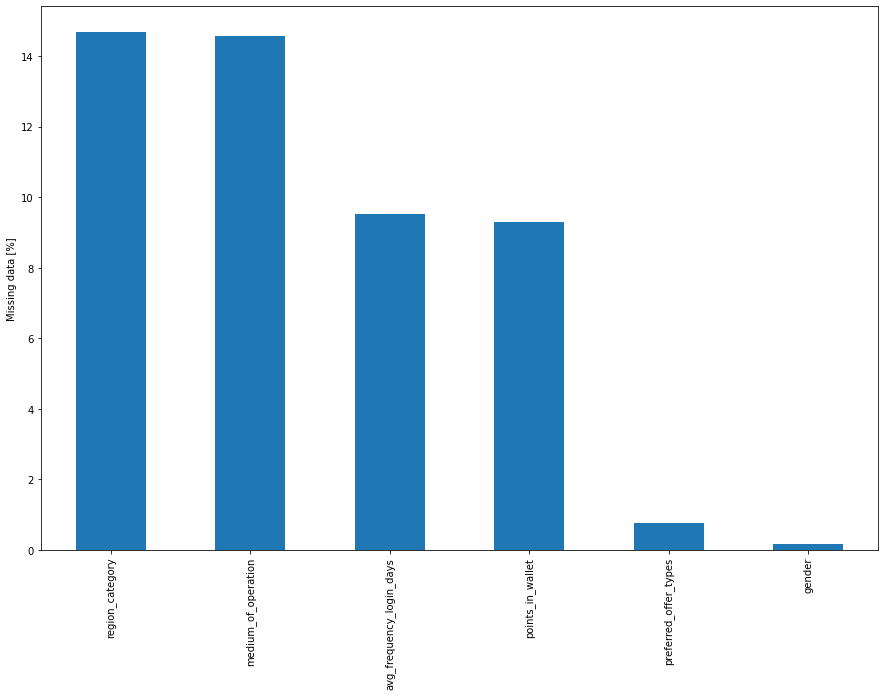 Missing data [%]
14
12
10
8
6
4
2
0
region_category
medium_of_operation
avg_frequency_login_days
points_in_wallet
preferred_offer_types
gender